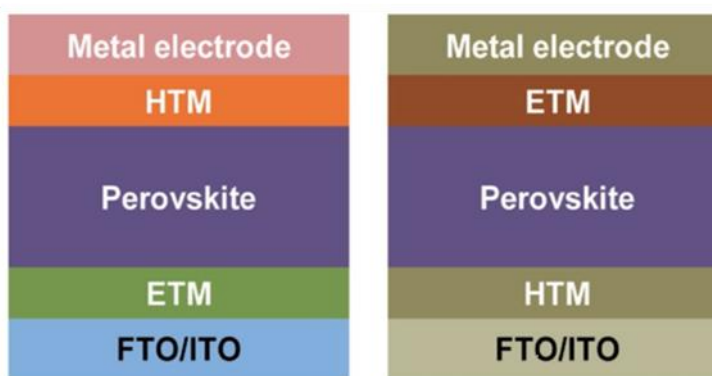 Metal electrode
HTM
Perovskite
ETM
FTO/ITO
Metal electrode
ETM
Perovskite
HTM
FTO/ITO